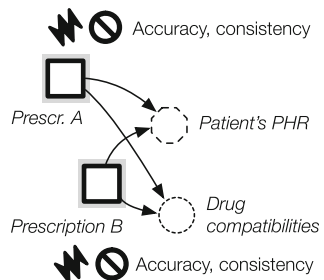 Accuracy, consistency
Prescr. A
Patient's PHR
Drug
compatibilities
Prescription B
Accuracy, consistency